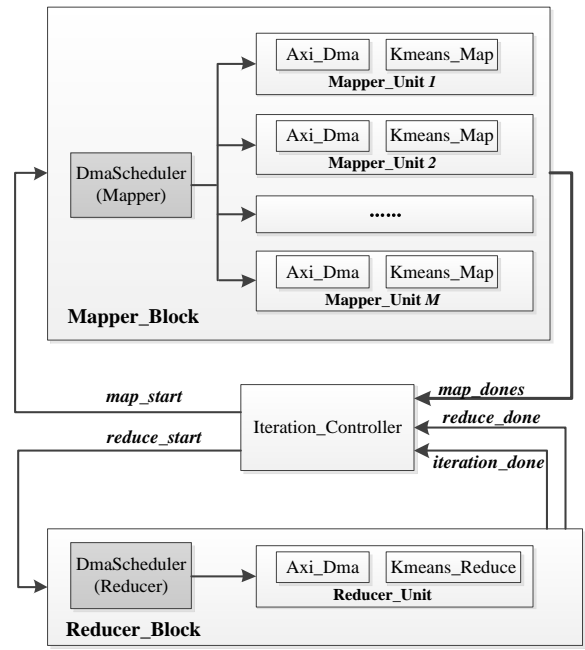 Axi_Dma Kmeans_Map
Mapper_Unit 1
Axi_Dma Kmeans_Map
Mapper_Unit 2
DmaScheduler
(Mapper)
......
Axi_Dma Kmeans_Map
Mapper_Unit M
Mapper_Block
map_start
map_dones
Iteration_Controller
reduce_done
reduce_start
iteration_done
DmaScheduler
(Reducer)
Axi_Dma Kmeans_Reduce
Reducer_Unit
Reducer_Block